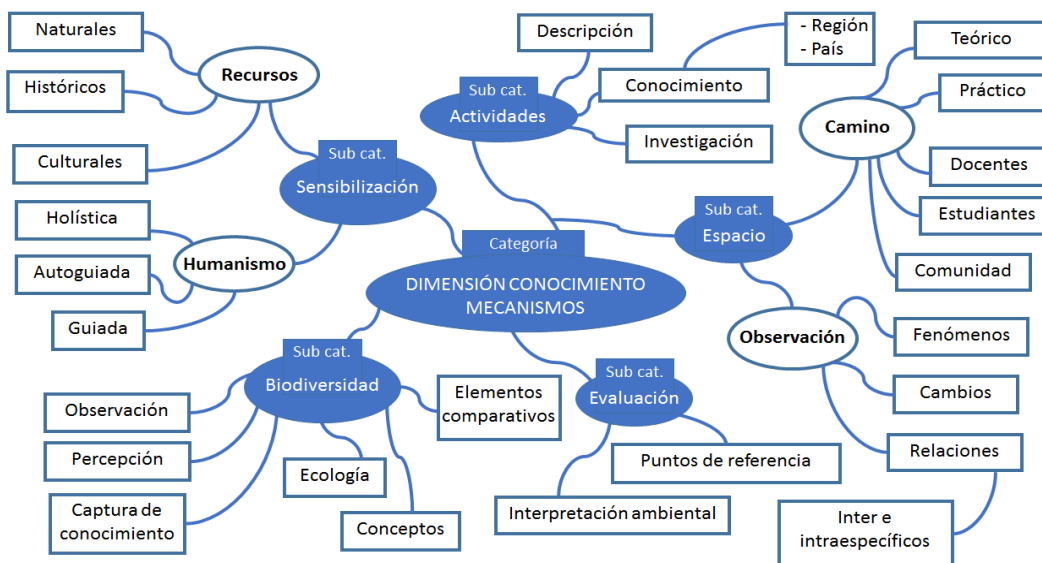 Naturales
Históricos
Culturales
Recursos
Sub cat.
Sensibilización
Holística
Autoguiada
Guiada
Humanismo
Descripción
Conocimiento
- Región
- País
Investigación
Sub cat.
Actividades
Teórico
Práctico
Camino
Docentes
Estudiantes
Comunidad
Sub cat.
Espacio
Categoría
DIMENSIÓN CONOCIMIENTO
MECANISMOS
Observación
Fenómenos
Cambios
Relaciones
Inter e
intraespecíficos
Sub cat.
Biodiversidad
Observación
Percepción
Captura de
conocimiento
Ecología
Conceptos
Elementos
comparativos
Sub cat.
Evaluación
Puntos de referencia
Interpretación ambiental